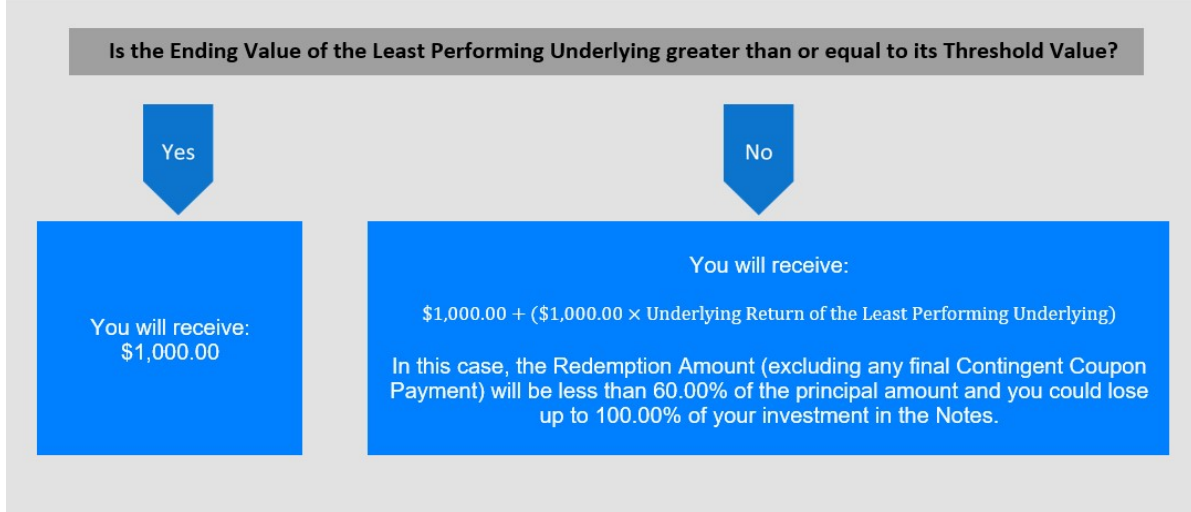 Is the Ending Value of the Least Performing Underlying greater than or equal to its Threshold Value?
Yes
No
You will receive:
$1,000.00
You will receive:
$1,000.00 + ($1,000.00 × Underlying Return of the Least Performing Underlying)
In this case, the Redemption Amount (excluding any final Contingent Coupon
Payment) will be less than 60.00% of the principal amount and you could lose
up to 100.00% of your investment in the Notes.